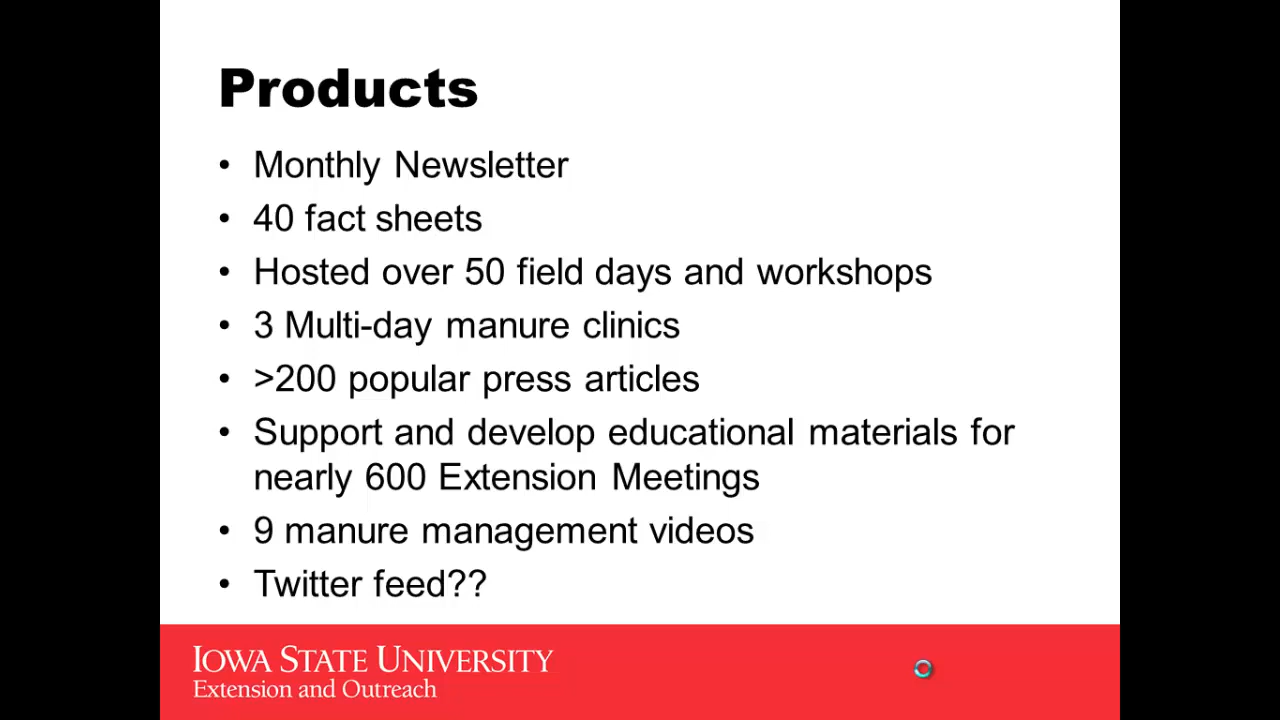 Products
• Monthly Newsletter
• 40 fact sheets
• Hosted over 50 field days and workshops
• 3 Multi-day manure clinics
• >200 popular press articles
• Support and develop educational materials for
nearly 600 Extension Meetings
• 9 manure management videos
• Twitter feed??
IOWA STATE UNIVERSITY
Extension and Outreach